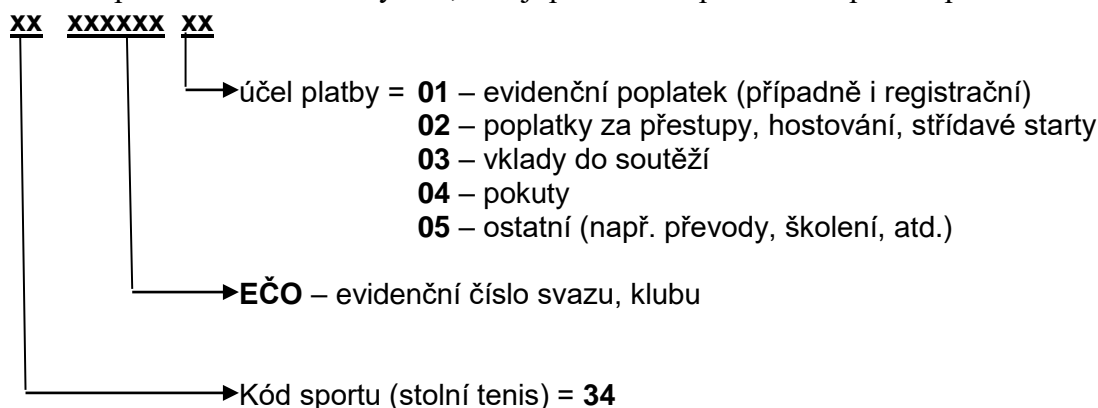 xx xxxxxx xx
účel platby = 01 – evidenční poplatek (případně i registrační)
02 – poplatky za přestupy, hostování, střídavé starty
03 – vklady do soutěží
04 – pokuty
05 – ostatní (např. převody, školení, atd.)
EČO – evidenční číslo svazu, klubu
Kód sportu (stolní tenis) = 34